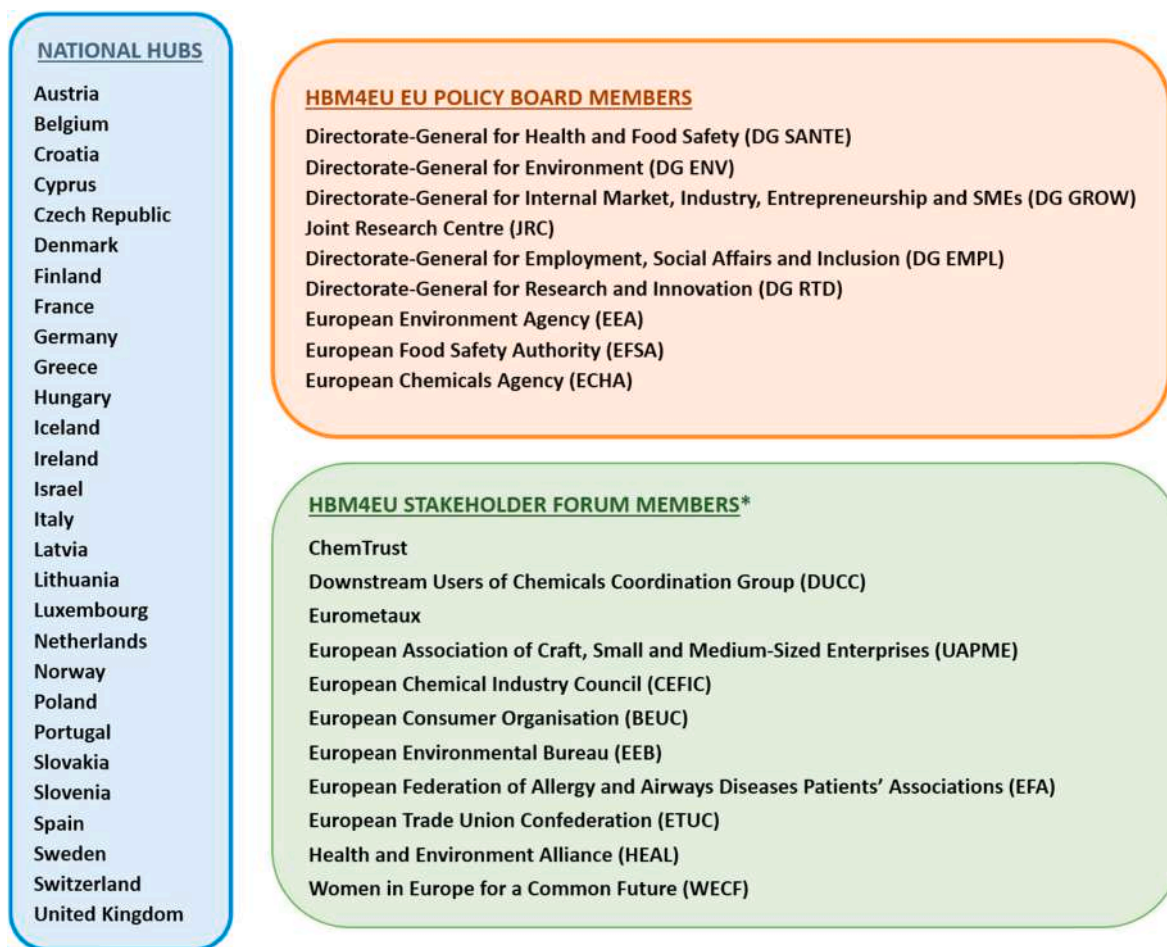 NATIONAL HUBS
Austria
Belgium
Croatia
Cyprus
Czech Republic
Denmark
Finland
France
Germany
Greece
Hungary
Iceland
Ireland
Israel
Italy
Latvia
Lithuania
Luxembourg
Netherlands
Norway
Poland
Portugal
Slovakia
Slovenia
Spain
Sweden
Switzerland
United Kingdom
HBM4EU EU POLICY BOARD MEMBERS
Directorate-General for Health and Food Safety (DG SANTE)
Directorate-General for Environment (DG ENV)
Directorate-General for Internal Market, Industry, Entrepreneurship and SMEs (DG GROW)
Joint Research Centre (JRC)
Directorate-General for Employment, Social Affairs and Inclusion (DG EMPL)
Directorate-General for Research and Innovation (DG RTD)
European Environment Agency (EEA)
European Food Safety Authority (EFSA)
European Chemicals Agency (ECHA)
HBM4EU STAKEHOLDER FORUM MEMBERS*
ChemTrust
Downstream Users of Chemicals Coordination Group (DUCC)
Eurometaux
European Association of Craft, Small and Medium-Sized Enterprises (UAPME)
European Chemical Industry Council (CEFIC)
European Consumer Organisation (BEUC)
European Environmental Bureau (EEB)
European Federation of Allergy and Airways Diseases Patients’ Associations (EFA)
European Trade Union Confederation (ETUC)
Health and Environment Alliance (HEAL)
Women in Europe for a Common Future (WECF)